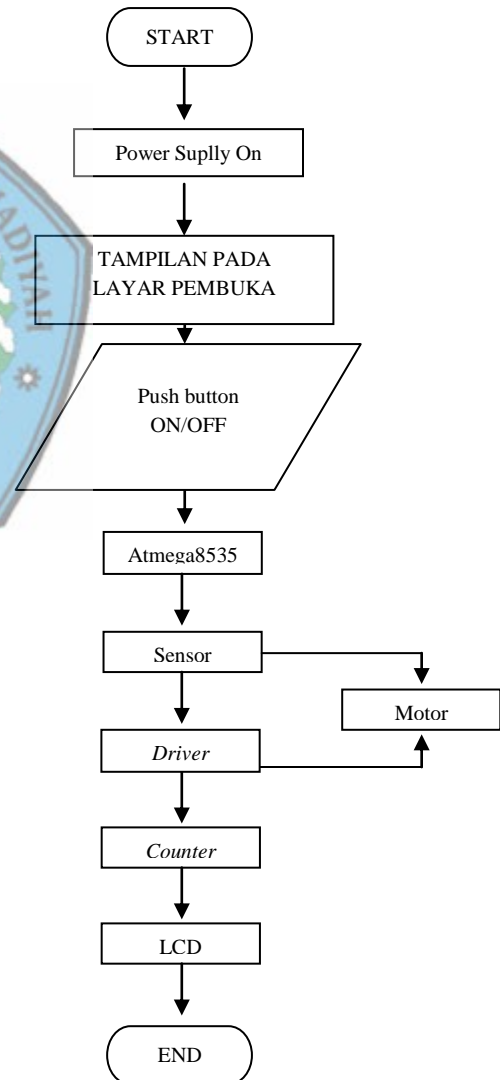 START
Power Suplly On
TAMPILAN PADA
LAYAR PEMBUKA
Push button
ON/OFF
Atmega8535
Sensor
Motor
Driver
Counter
LCD
END